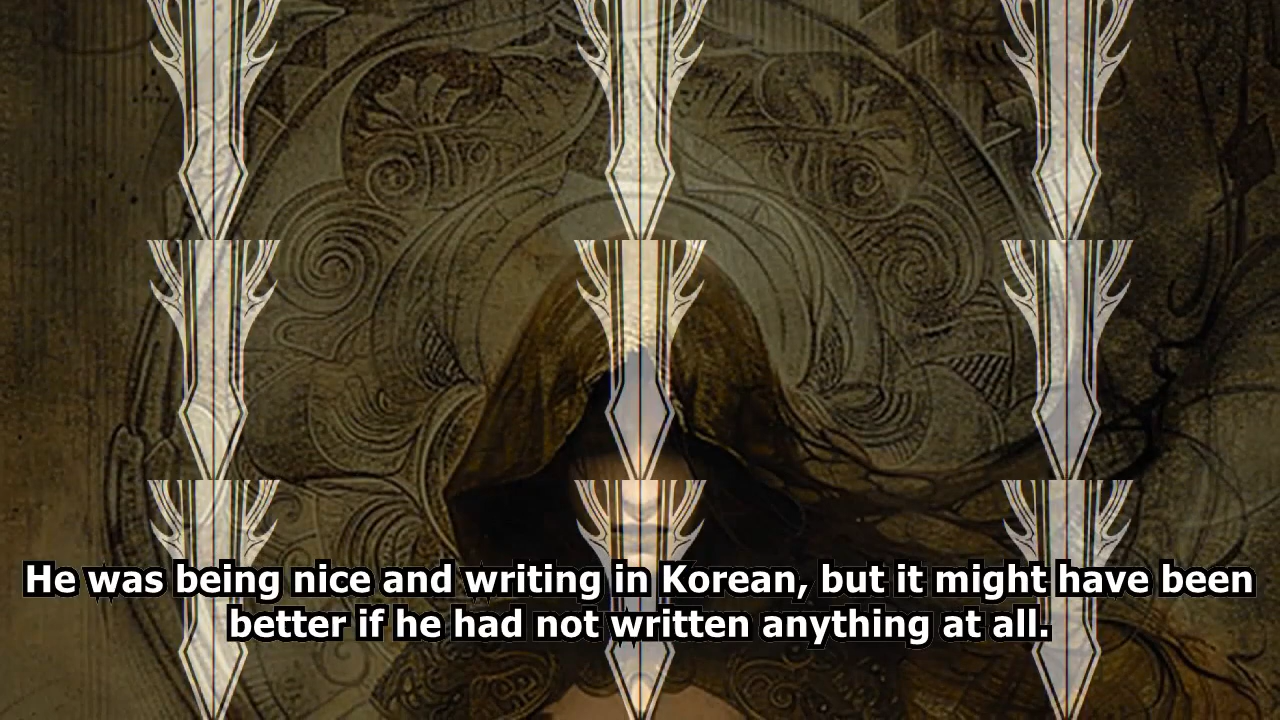 He was being nice and writing in Korean, but it might have been
better if he had not written anything at all.